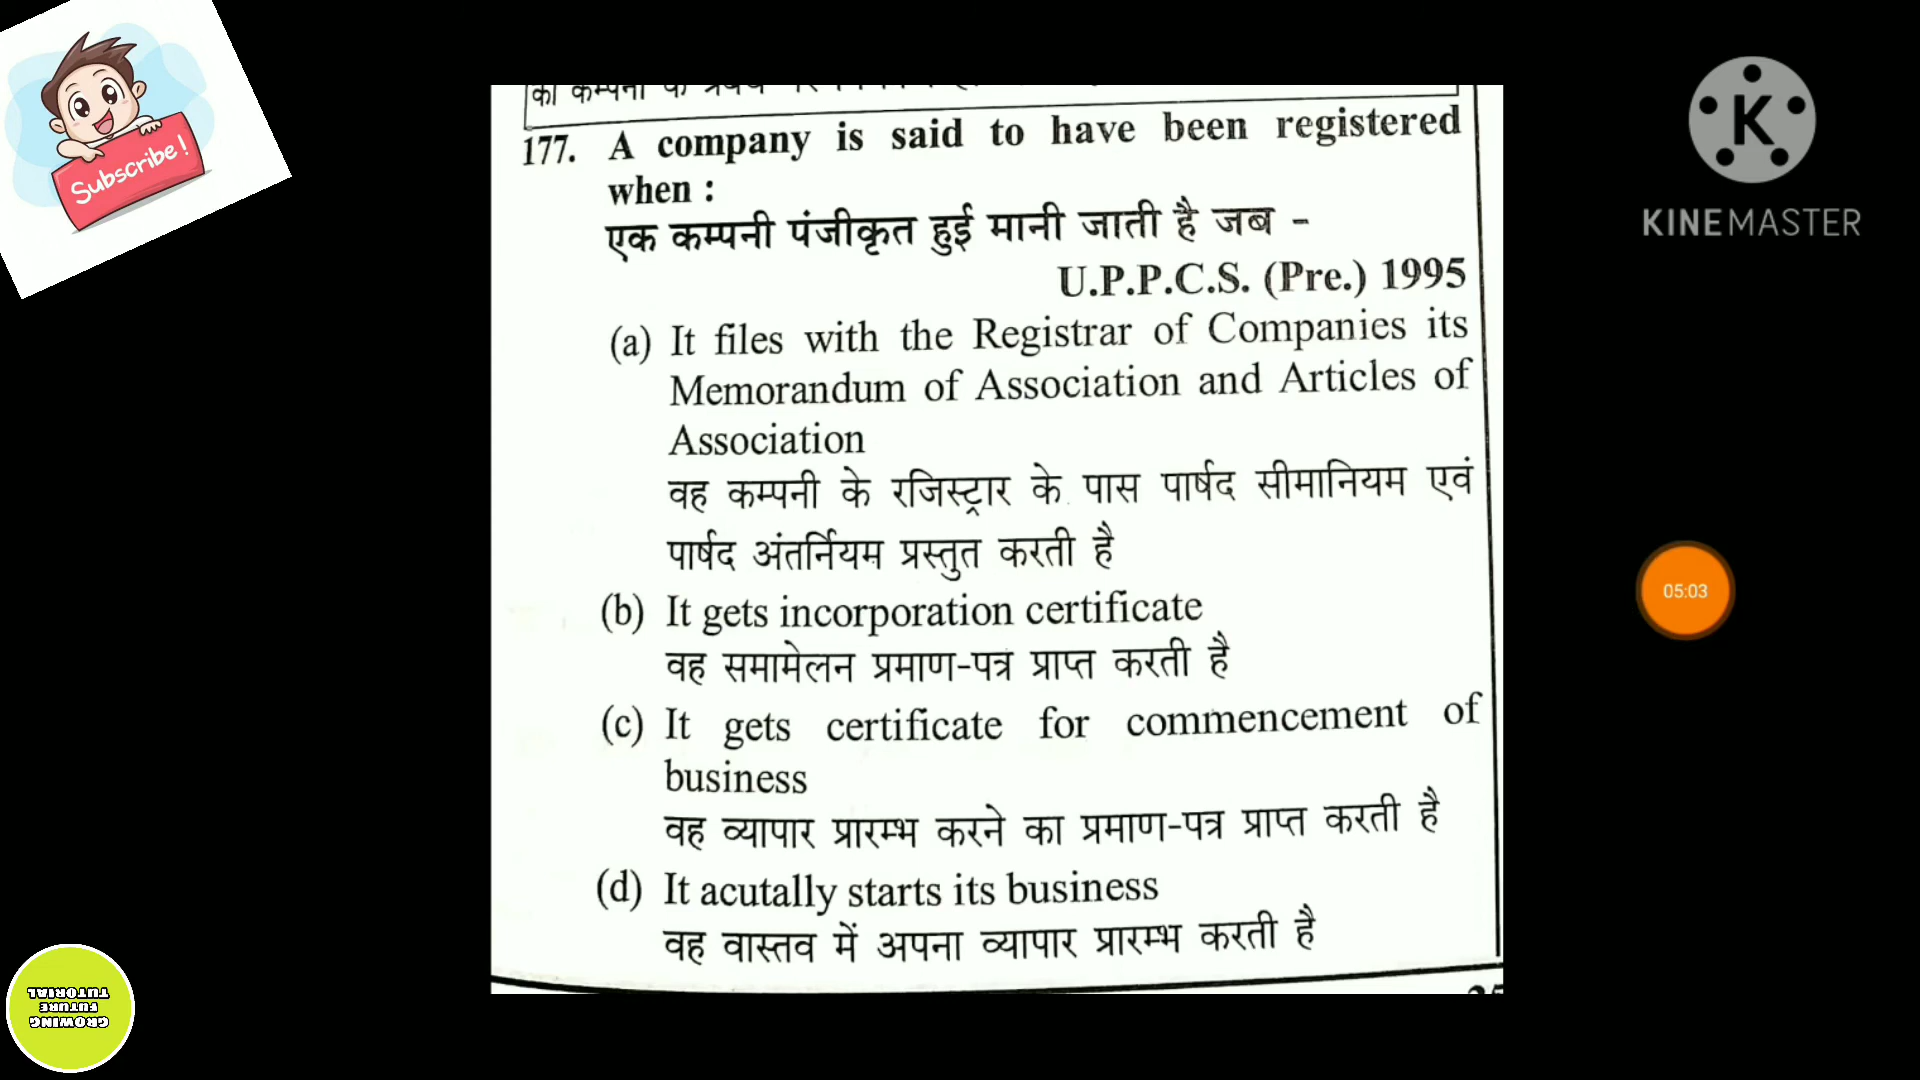 Subscribe!
KINEMASTER
177. A company is said to have been registered
when :
एक कम्पनी पंजीकृत हुई मानी जाती है जब -
U.P.P.C.S. (Pre.) 1995
(a) It files with the Registrar of Companies its
Memorandum of Association and Articles of
Association
वह कम्पनी के रजिस्ट्रार के पास पार्षद सीमानियम एवं
पार्षद अंतर्नियम प्रस्तुत करती है
(b) It gets incorporation certificate
वह समामेलन प्रमाण-पत्र प्राप्त करती है
(c) It gets certificate for commencement of
business
वह व्यापार प्रारम्भ करने का प्रमाण-पत्र प्राप्त करती है
(d) It acutally starts its business
वह वास्तव में अपना व्यापार प्रारम्भ करती है
05:03
GROWING
FUTURE
TUTORIAL